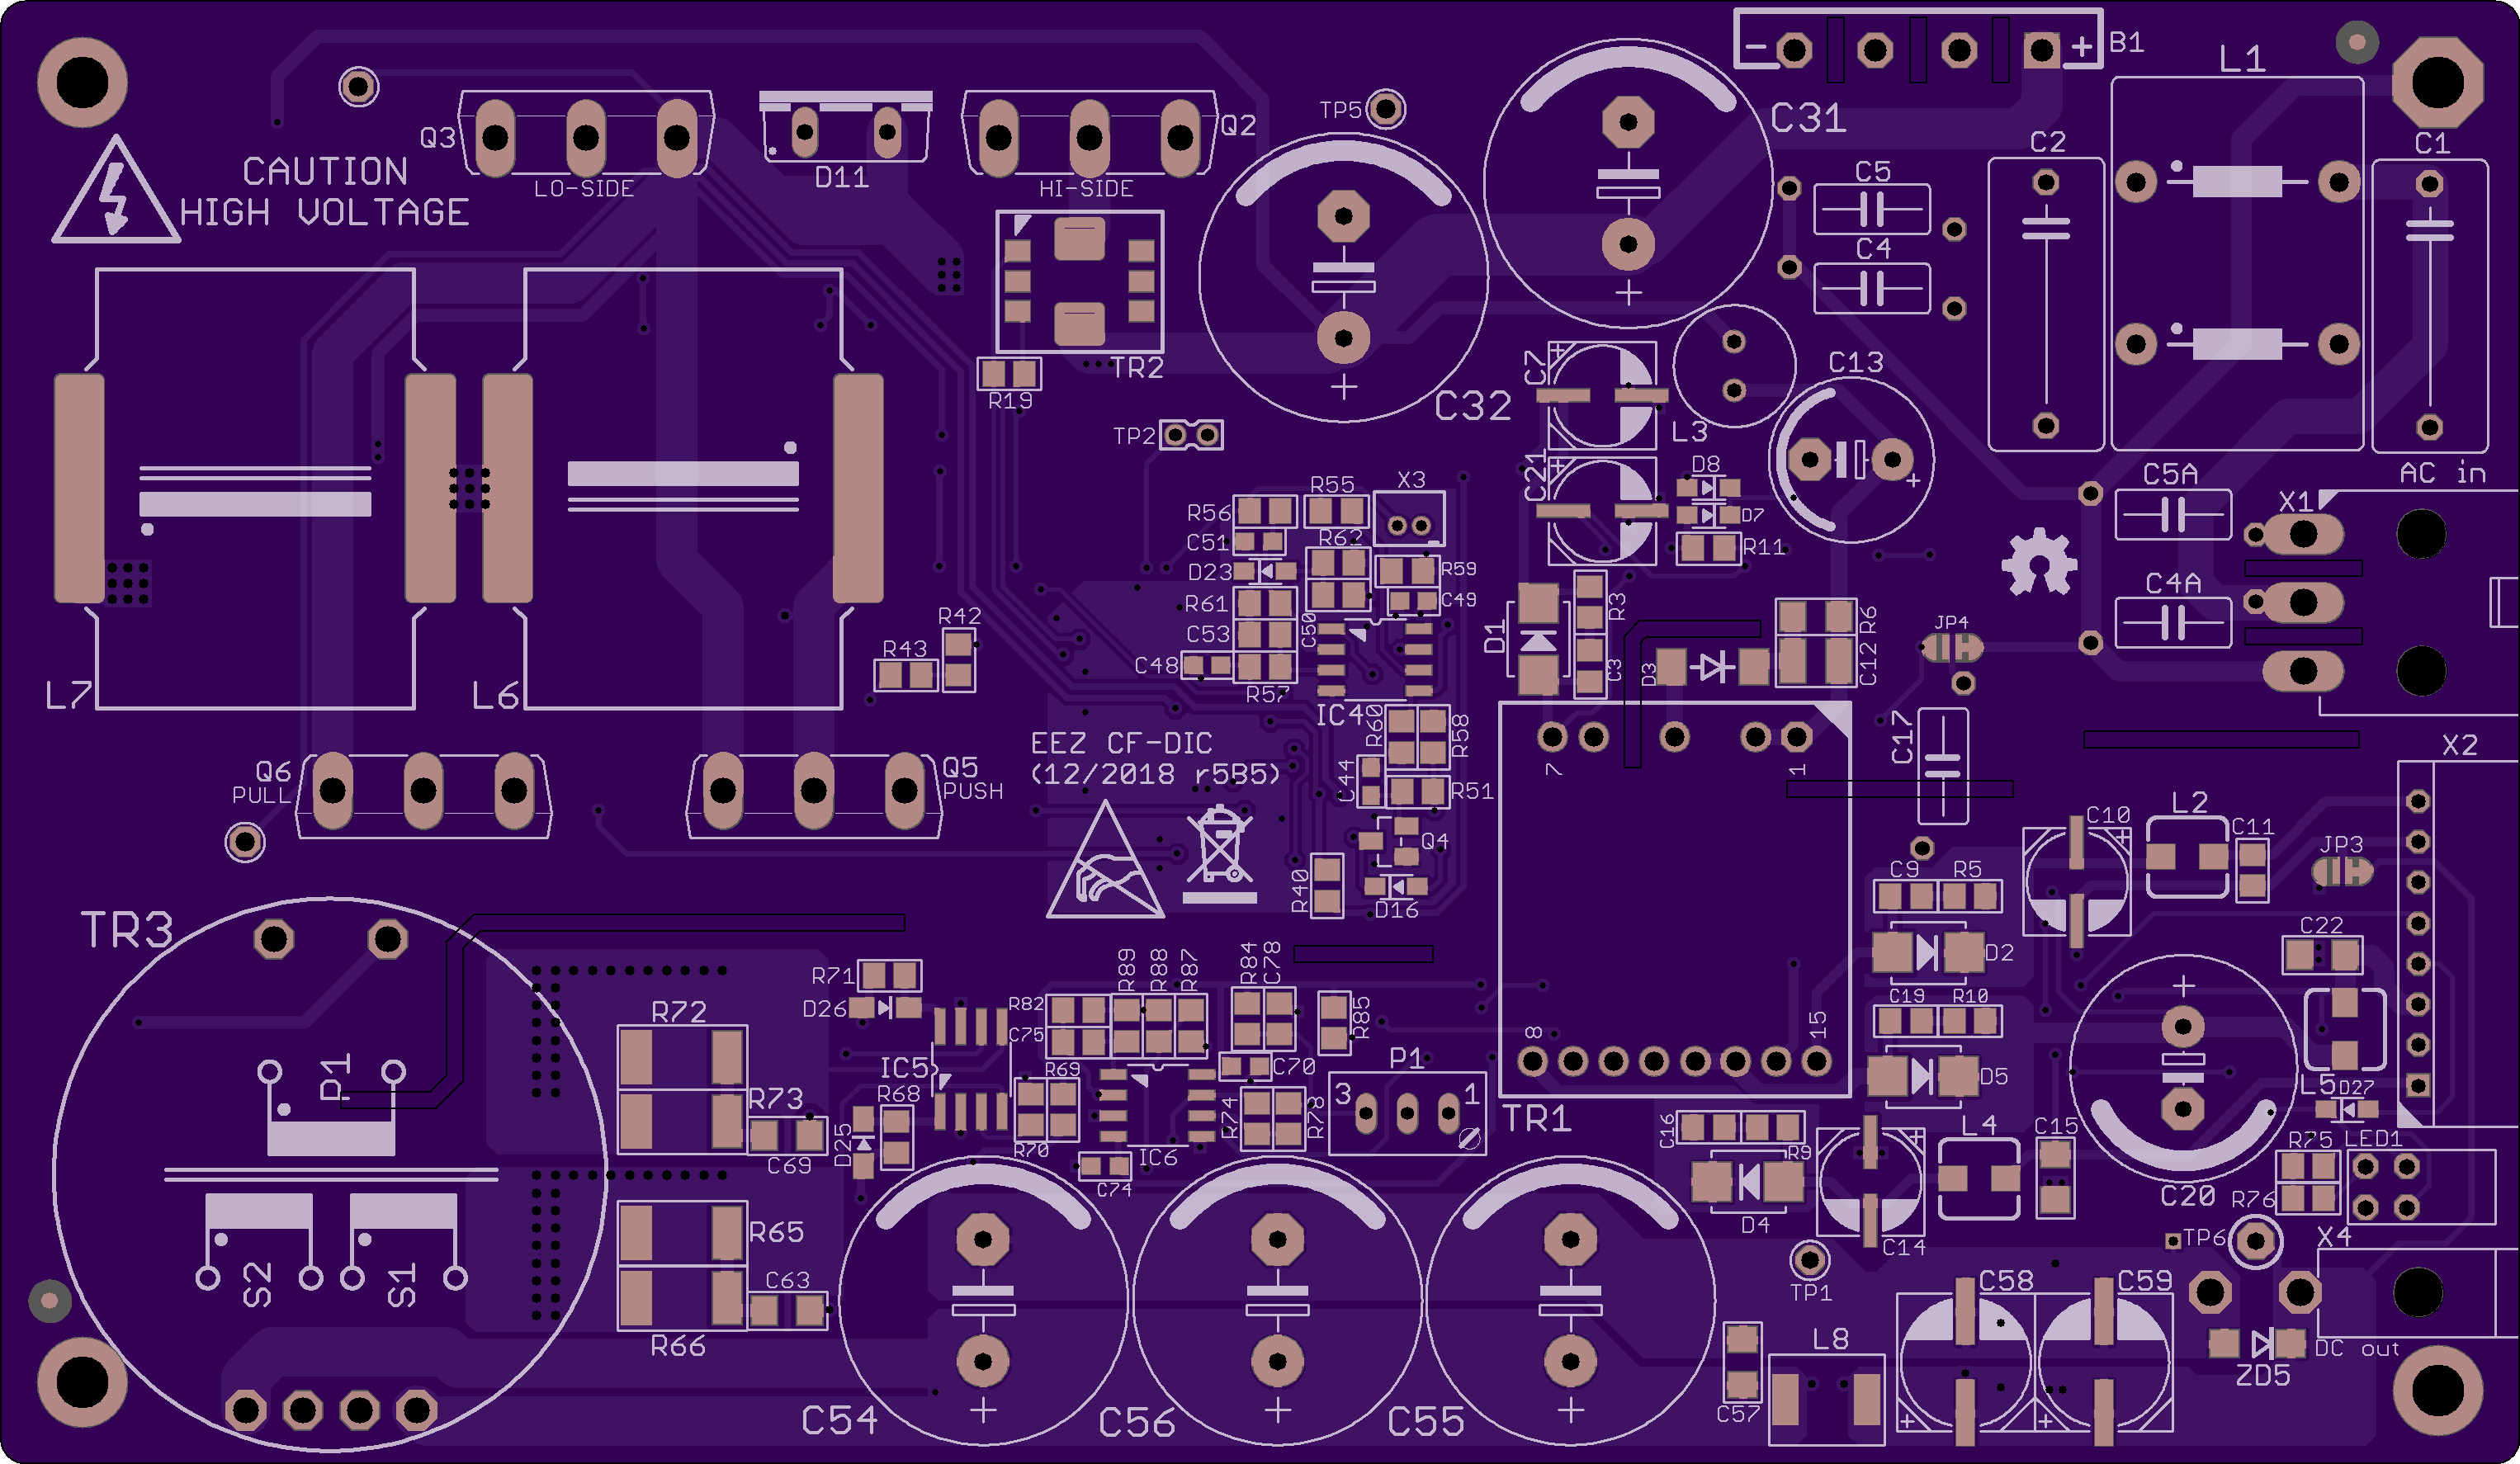 B1
L1
C31
TP5
Q3
Q2
C2
C1
D11
LO-SIDE
HI-SIDE
CAUTION
HIGH VOLTAGE
C5
C4
TR2
R19
C7
C13
C32
TP2
L3
C21
D8
D7
R11
C5A
AC in
X1
R55
X3
R56
C51
R62
D23
R59
R61
C49
C53
C50
C48
R57
IC4
R3
D1
C3
D3
R6
C12
JP4
C4A
R42
R43
L7
L6
R60
R58
C17
X2
EEZ CF-DIC
(12/2018 r5B5)
C44
R51
7
1
Q6
PULL
Q5
PUSH
C10
L2
C11
JP3
Q4
R40
D16
C9
R5
TR3
D2
C22
R71
D26
R82
C75
R89
R88
R87
R84
C78
R85
C19
R10
R72
IC5
R69
C70
P1
3
1
8
15
TR1
D5
L5
D27
P1
R73
R68
R70
R74
R78
C69
D25
IC6
C74
C16
R9
L4
C15
R75
LED1
C20
R76
D4
C14
TP6
X4
S2
S1
R65
C63
R66
TP1
C58
C59
L8
DC out
ZD5
C57
C54
C56
C55